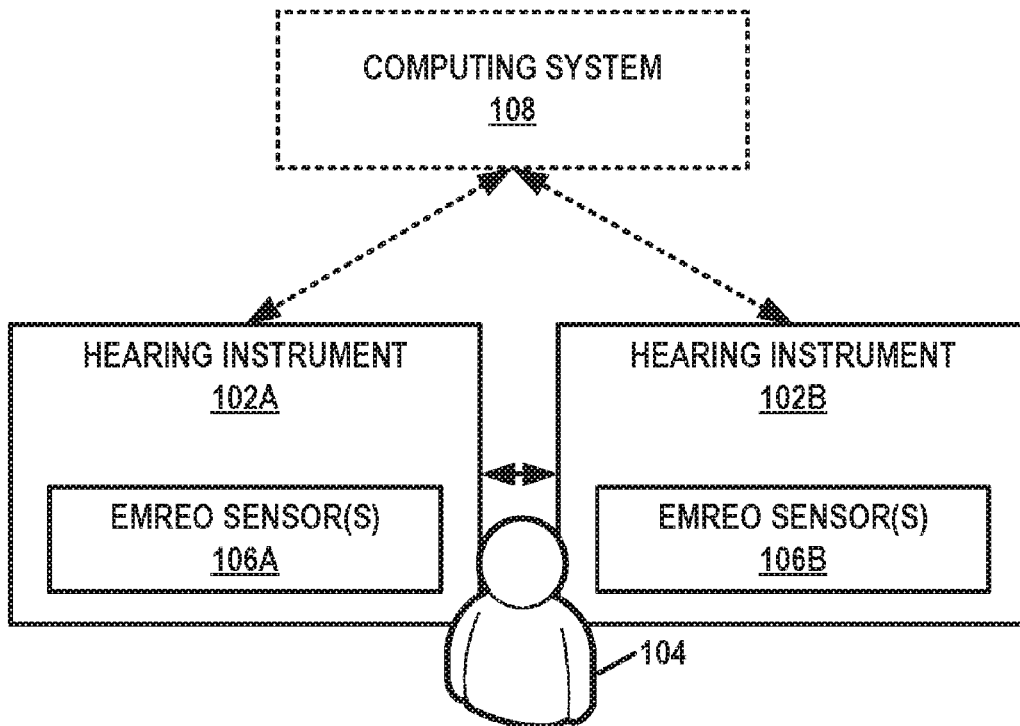 COMPUTING SYSTEM
108
HEARING INSTRUMENT
102A
HEARING INSTRUMENT
102B
EMREO SENSOR(S)
106A
EMREO SENSOR(S)
106B
104